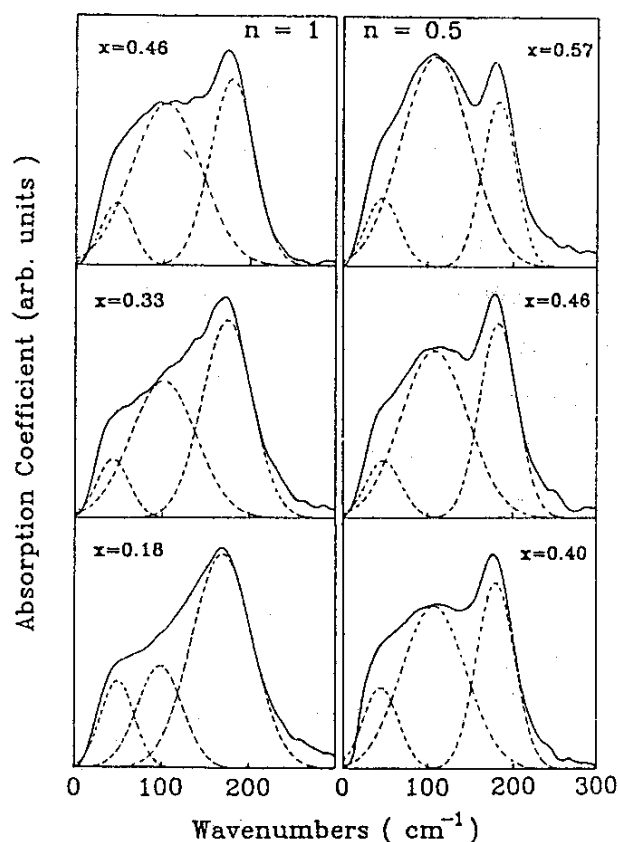 n = 1
n = 0.5
x=0.46
x=0.57
x=0.33
x=0.46
x=0.18
x=0.40
Absorption Coefficient (arb. units)
0 100 200 0 100 200 300
Wavenumbers ( cm⁻¹)